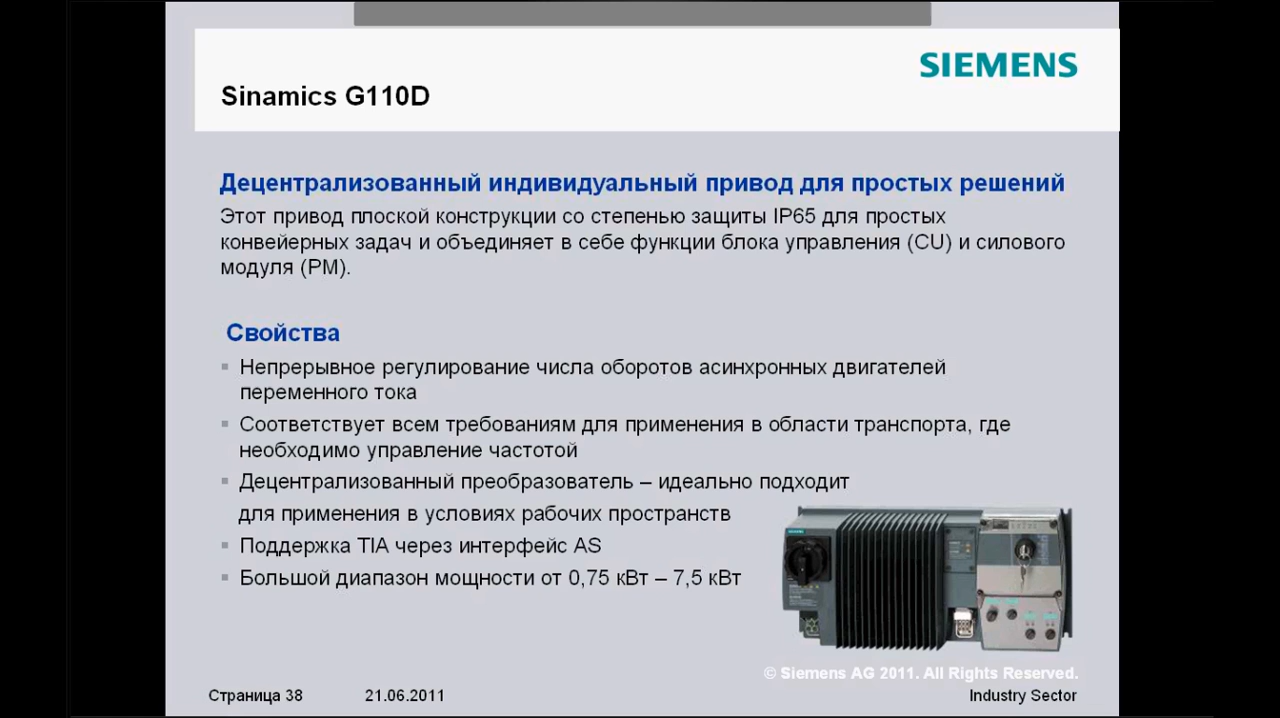 SIEMENS
Sinamics G110D
Децентрализованный индивидуальный привод для простых решений
Этот привод плоской конструкции со степенью защиты IP65 для простых
конвейерных задач и объединяет в себе функции блока управления (CU) и силового
модуля (PM).
Свойства
Непрерывное регулирование числа оборотов асинхронных двигателей
переменного тока
Соответствует всем требованиям для применения в области транспорта, где
необходимо управление частотой
Децентрализованный преобразователь – идеально подходит
для применения в условиях рабочих пространств
Поддержка TIA через интерфейс AS
Большой диапазон мощности от 0,75 кВт – 7,5 кВт
© Siemens AG 2011. All Rights Reserved.
Страница 38
21.06.2011
Industry Sector